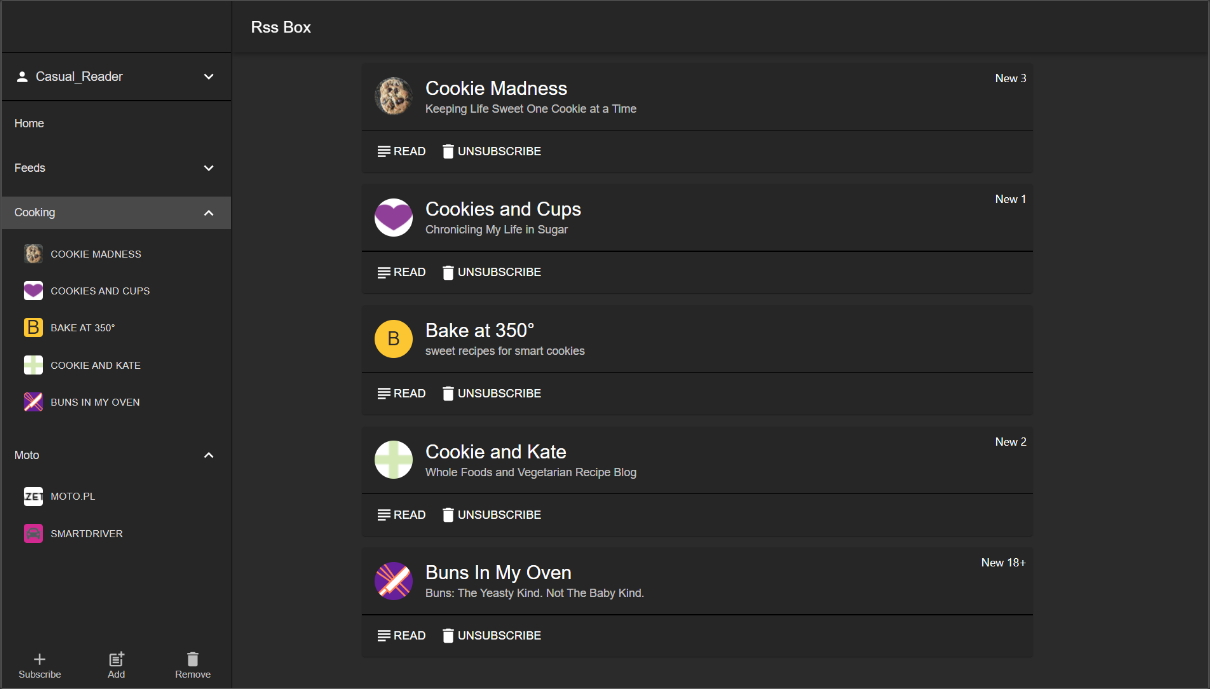 Rss Box
Casual_Reader
Home
Feeds
Cooking
COOKIE MADNESS
COOKIES AND CUPS
B BAKE AT 350°
COOKIE AND KATE
BUNS IN MY OVEN
Moto
ZET MOTO.PL
SMARTDRIVER
Subscribe Add Remove
Cookie Madness New 3
Keeping Life Sweet One Cookie at a Time
READ UNSUBSCRIBE
Cookies and Cups New 1
Chronicling My Life in Sugar
READ UNSUBSCRIBE
B Bake at 350°
sweet recipes for smart cookies
READ UNSUBSCRIBE
Cookie and Kate New 2
Whole Foods and Vegetarian Recipe Blog
READ UNSUBSCRIBE
Buns In My Oven New 18+
Buns: The Yeasty Kind. Not The Baby Kind.
READ UNSUBSCRIBE